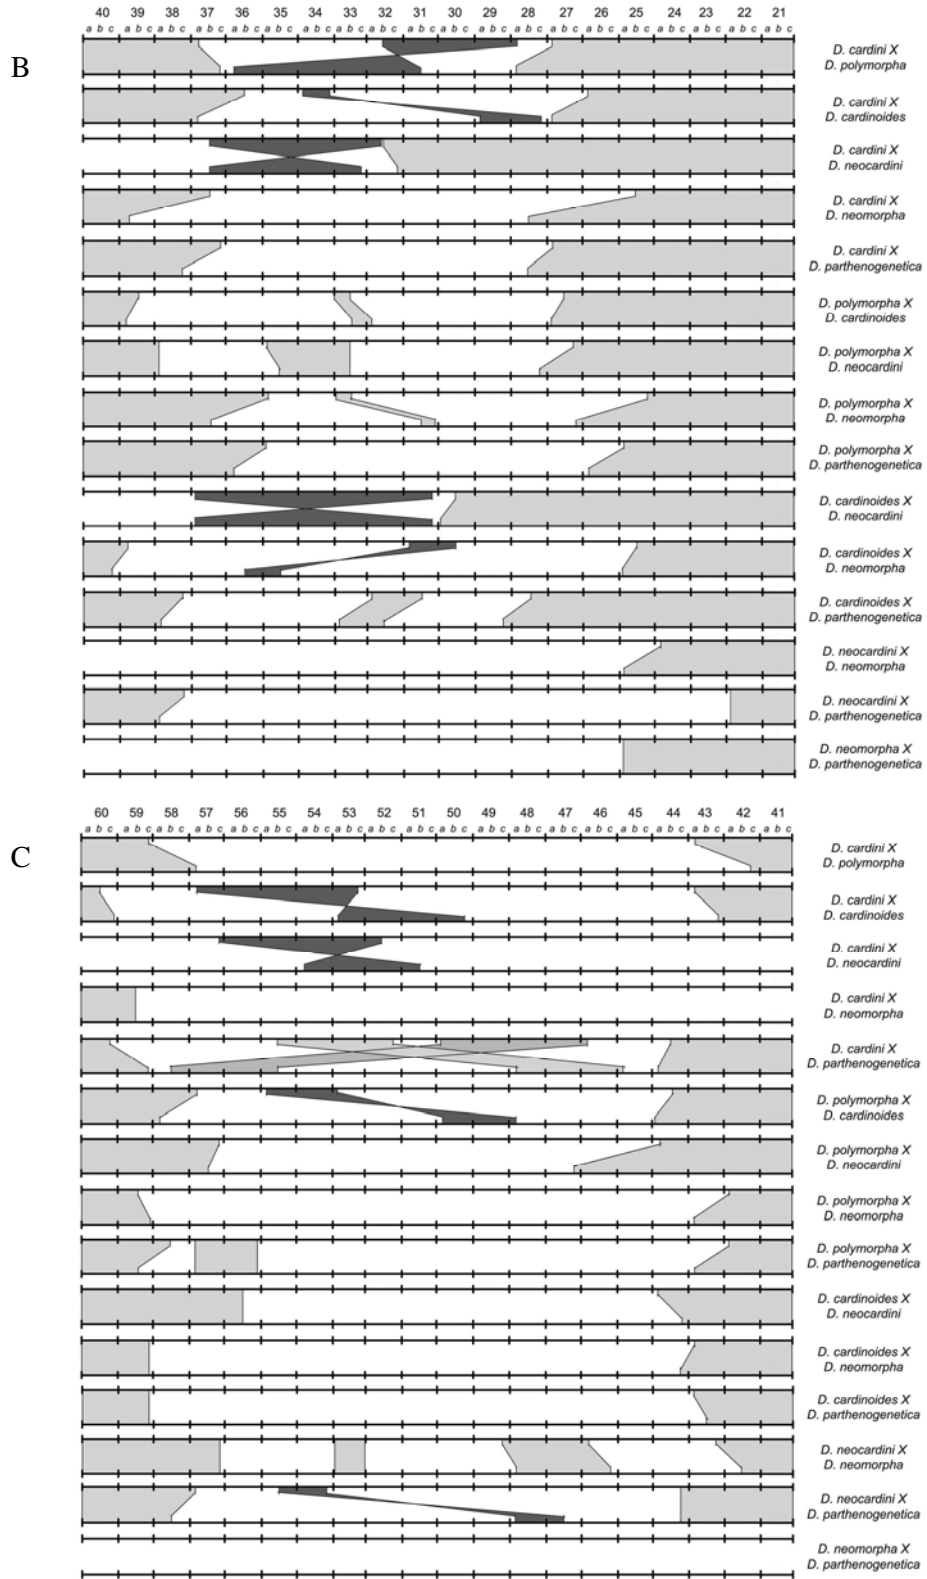 40 39 37 36 35 34 33 32 30 29 28 27 26 25 24 23 22 21
a b c a b c a b c a b c a b c a b c a b c a b c a b c a b c a b c a b c a b c a b c a b c a b c a b c a b c
B
D. cardini X
D. polymorpha
D. cardini X
D. cardinoides
D. cardini X
D. neocardini
D. cardini X
D. neomorpha
D. cardini X
D. parthenogenetica
D. polymorpha X
D. cardinoides
D. polymorpha X
D. neocardini
D. polymorpha X
D. neomorpha
D. polymorpha X
D. parthenogenetica
D. cardinoides X
D. neocardini
D. cardinoides X
D. neomorpha
D. cardinoides X
D. parthenogenetica
D. neocardini X
D. neomorpha
D. neocardini X
D. parthenogenetica
D. neomorpha X
D. parthenogenetica
60 59 58 57 56 55 54 53 52 51 50 49 48 47 46 45 44 43 42 41
a b c a b c a b c a b c a b c a b c a b c a b c a b c a b c a b c a b c a b c a b c a b c a b c a b c a b c a b c a b c
C
D. cardini X
D. polymorpha
D. cardini X
D. cardinoides
D. cardini X
D. neocardini
D. cardini X
D. neomorpha
D. cardini X
D. parthenogenetica
D. polymorpha X
D. cardinoides
D. polymorpha X
D. neocardini
D. polymorpha X
D. neomorpha
D. polymorpha X
D. parthenogenetica
D. cardinoides X
D. neocardini
D. cardinoides X
D. neomorpha
D. cardinoides X
D. parthenogenetica
D. neocardini X
D. neomorpha
D. neocardini X
D. parthenogenetica
D. neomorpha X
D. parthenogenetica